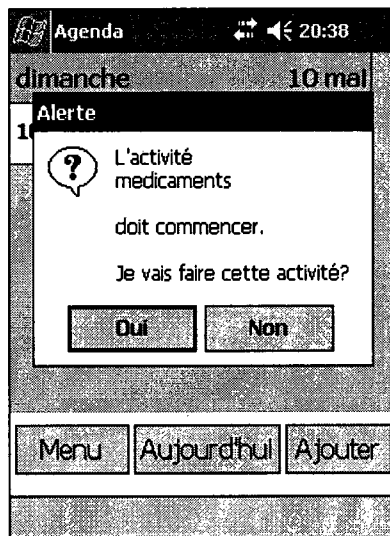 Agenda 20:38
dimanche 10 mai
Alerte
1
L'activité
medicaments
doit commencer.
Je vais faire cette activité?
Oui Non
Menu Aujourd'hui Ajouter